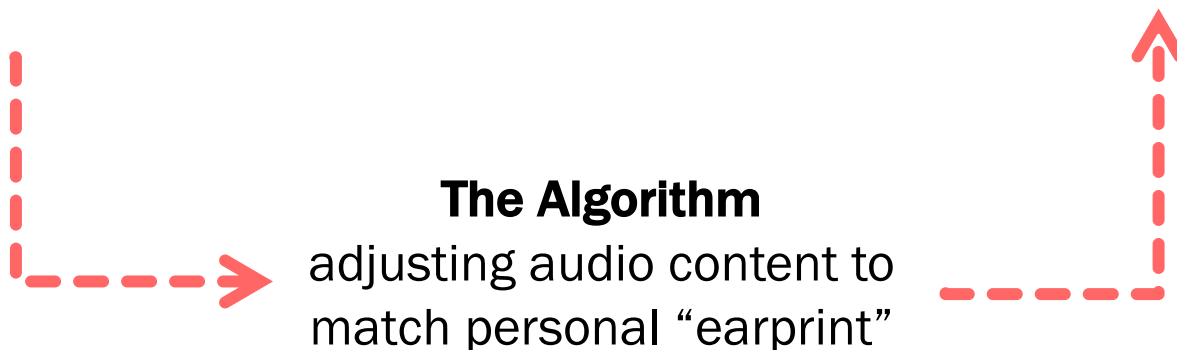 The Algorithm
adjusting audio content to
match personal “earprint”